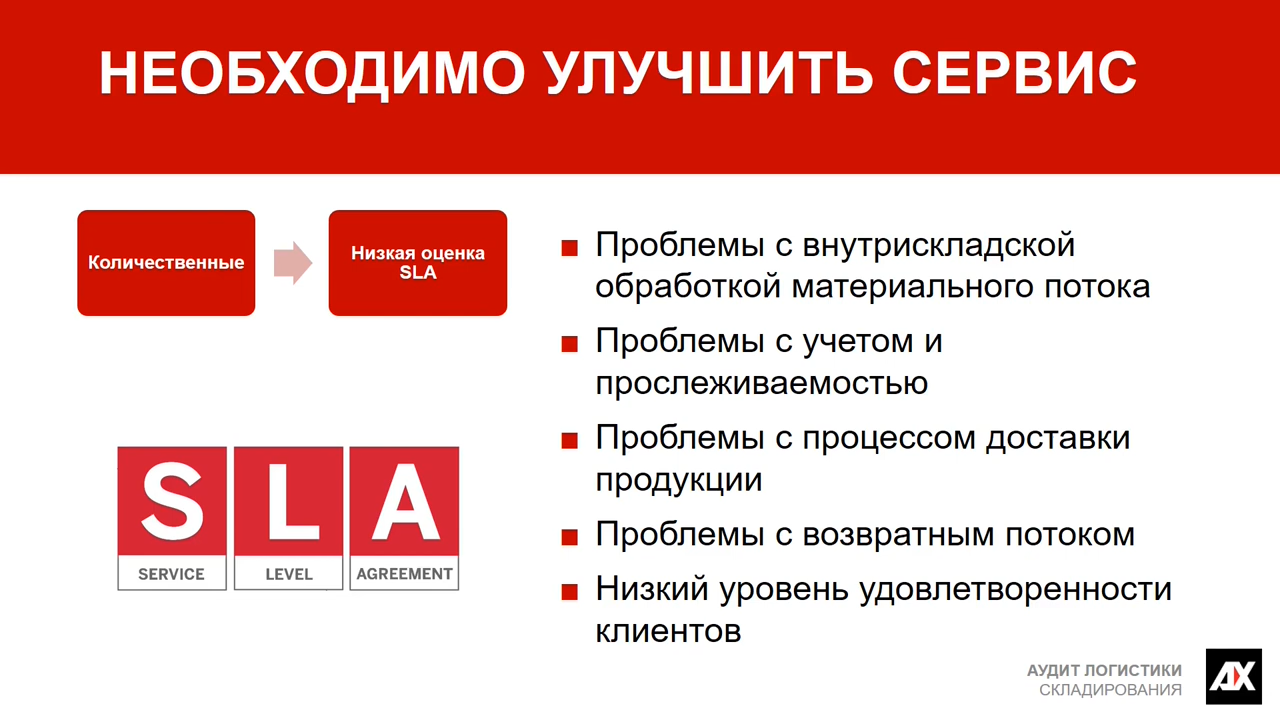 НЕОБХОДИМО УЛУЧШИТЬ СЕРВИС
Количественные
Низкая оценка
SLA
S L A
SERVICE LEVEL AGREEMENT
Проблемы с внутрискладской
обработкой материального потока
Проблемы с учетом и
прослеживаемостью
Проблемы с процессом доставки
продукции
Проблемы с возвратным потоком
Низкий уровень удовлетворенности
клиентов
АУДИТ ЛОГИСТИКИ
СКЛАДИРОВАНИЯ
AX